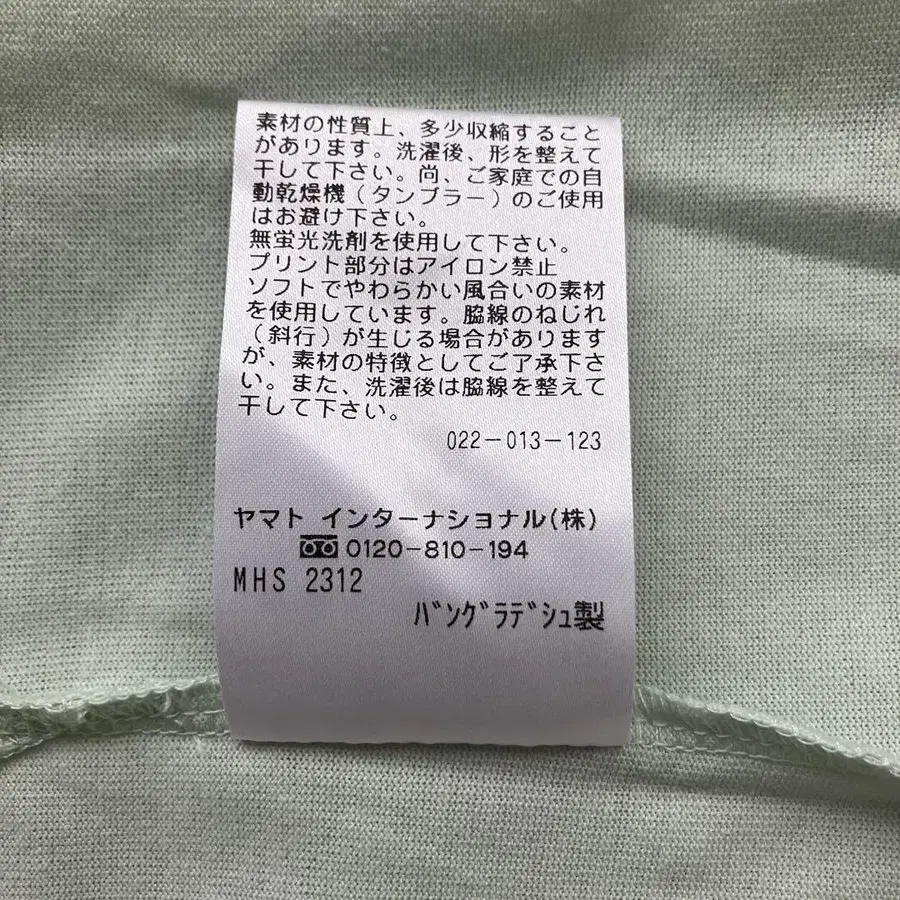 素材の性質上、多少収縮すること
があります。洗濯後、形を整えて
干して下さい。尚、ご家庭での自
動乾燥機（タンブラー）のご使用
はお避け下さい。
無蛍光洗剤を使用して下さい。
プリント部分はアイロン禁止
ソフトでやわらかい風合いの素材
を使用しています。脇線のねじれ
（斜行）が生じる場合があります
が、素材の特徴としてご了承下さ
い。また、洗濯後は脇線を整えて
干して下さい。
022-013-123
ヤマト インターナショナル(株)
0120-810-194
MHS 2312
ﾊﾞﾝｸﾞﾗﾃﾞｼｭ製